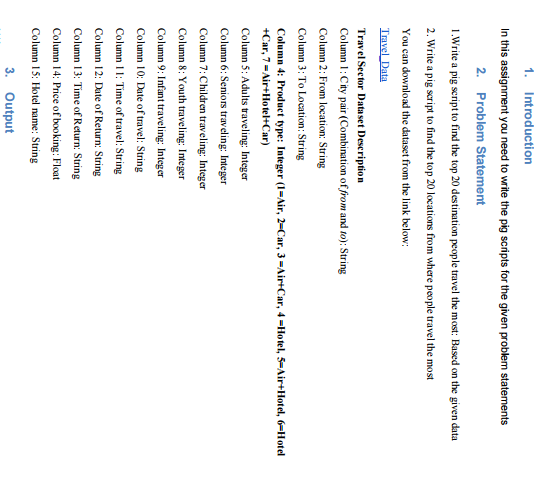 1. Introduction
In this assignment you need to write the pig scripts for the given problem statements
2. Problem Statement
1.Write a pig script to find the top 20 destination people travel the most: Based on the given data
2. Write a pig script to find the top 20 locations from where people travel the most
You can download the dataset from the link below:
Travel_Data
Travel Sector Dataset Description
Column 1: City pair (Combination of from and to): String
Column 2: From location: String
Column 3: To Location: String
Column 4: Product type: Integer (1=Air, 2=Car, 3 =Air+Car, 4 =Hotel, 5=Air+Hotel, 6=Hotel
+Car, 7 =Air+Hotel+Car)
Column 5: Adults traveling: Integer
Column 6: Seniors traveling: Integer
Column 7: Children traveling: Integer
Column 8: Youth traveling: Integer
Column 9: Infant traveling: Integer
Column 10: Date of travel: String
Column 11: Time of travel: String
Column 12: Date of Return: String
Column 13: Time of Return: String
Column 14: Price of booking: Float
Column 15: Hotel name: String
3. Output